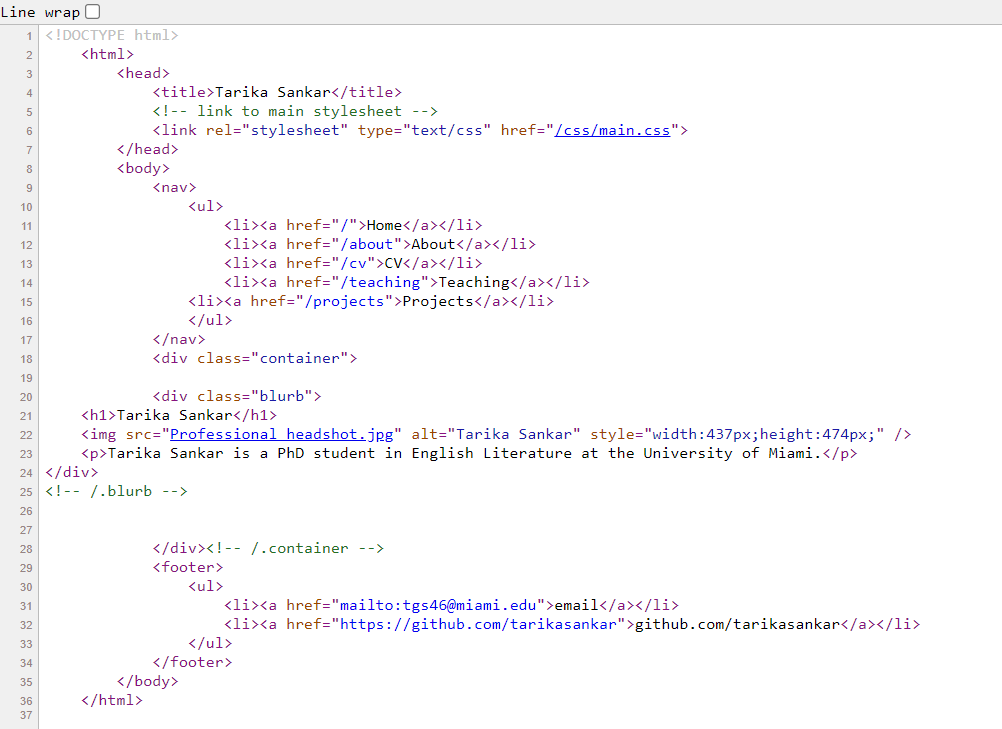 Line wrap
1 <!DOCTYPE html>
2 <html>
3 <head>
4 <title>Tarika Sankar</title>
5 <!-- link to main stylesheet -->
6 <link rel="stylesheet" type="text/css" href="/css/main.css">
7 </head>
8 <body>
9 <nav>
10 <ul>
11 <li><a href="/">Home</a></li>
12 <li><a href="/about">About</a></li>
13 <li><a href="/cv">CV</a></li>
14 <li><a href="/teaching">Teaching</a></li>
15 <li><a href="/projects">Projects</a></li>
16 </ul>
17 </nav>
18 <div class="container">
19
20 <div class="blurb">
21 <h1>Tarika Sankar</h1>
22 <img src="Professional headshot.jpg" alt="Tarika Sankar" style="width:437px;height:474px;" />
23 <p>Tarika Sankar is a PhD student in English Literature at the University of Miami.</p>
24 </div>
25 <!-- /.blurb -->
26
27
28 </div><!-- /.container -->
29 <footer>
30 <ul>
31 <li><a href="mailto:tgs46@miami.edu">email</a></li>
32 <li><a href="https://github.com/tarikasankar">github.com/tarikasankar</a></li>
33 </ul>
34 </footer>
35 </body>
36 </html>
37